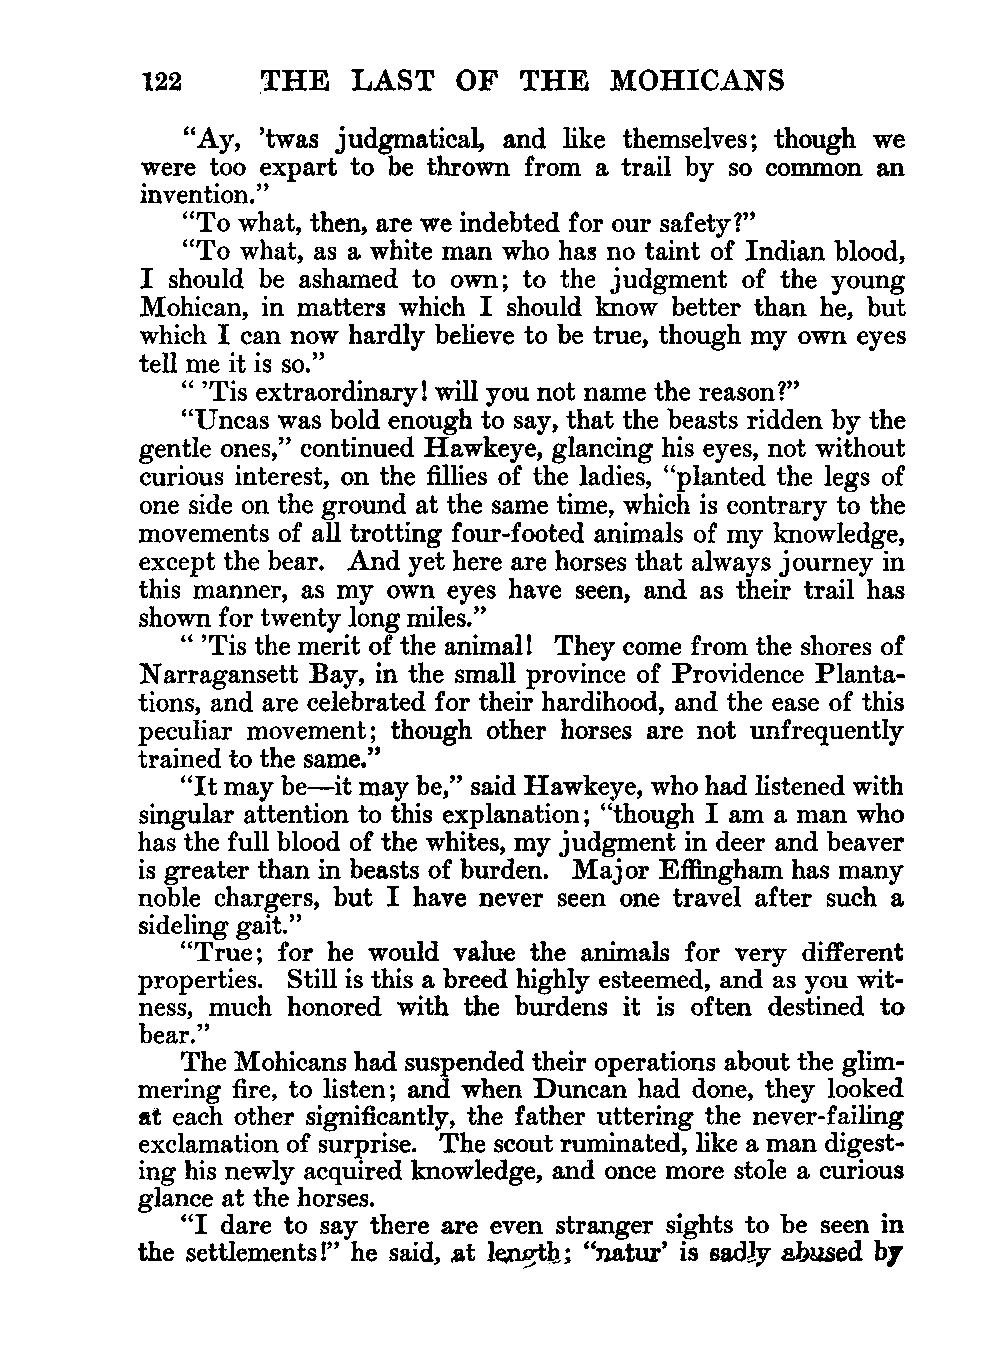 122 THE LAST OF THE MOHICANS
“Ay, ’twas judgmatical, and like themselves; though we
were too expart to be thrown from a trail by so common an
invention.”
“To what, then, are we indebted for our safety?”
“To what, as a white man who has no taint of Indian blood,
I should be ashamed to own; to the judgment of the young
Mohican, in matters which I should know better than he, but
which I can now hardly believe to be true, though my own eyes
tell me it is so.”
“ ’Tis extraordinary! will you not name the reason?”
“Uncas was bold enough to say, that the beasts ridden by the
gentle ones,” continued Hawkeye, glancing his eyes, not without
curious interest, on the fillies of the ladies, “planted the legs of
one side on the ground at the same time, which is contrary to the
movements of all trotting four-footed animals of my knowledge,
except the bear. And yet here are horses that always journey in
this manner, as my own eyes have seen, and as their trail has
shown for twenty long miles.”
“ ’Tis the merit of the animal! They come from the shores of
Narragansett Bay, in the small province of Providence Planta-
tions, and are celebrated for their hardihood, and the ease of this
peculiar movement; though other horses are not unfrequently
trained to the same.”
“It may be—it may be,” said Hawkeye, who had listened with
singular attention to this explanation; “though I am a man who
has the full blood of the whites, my judgment in deer and beaver
is greater than in beasts of burden. Major Effingham has many
noble chargers, but I have never seen one travel after such a
sideling gait.”
“True; for he would value the animals for very different
properties. Still is this a breed highly esteemed, and as you wit-
ness, much honored with the burdens it is often destined to
bear.”
The Mohicans had suspended their operations about the glim-
mering fire, to listen; and when Duncan had done, they looked
at each other significantly, the father uttering the never-failing
exclamation of surprise. The scout ruminated, like a man digest-
ing his newly acquired knowledge, and once more stole a curious
glance at the horses.
“I dare to say there are even stranger sights to be seen in
the settlements!” he said, at length; “natur’ is sadly abused by